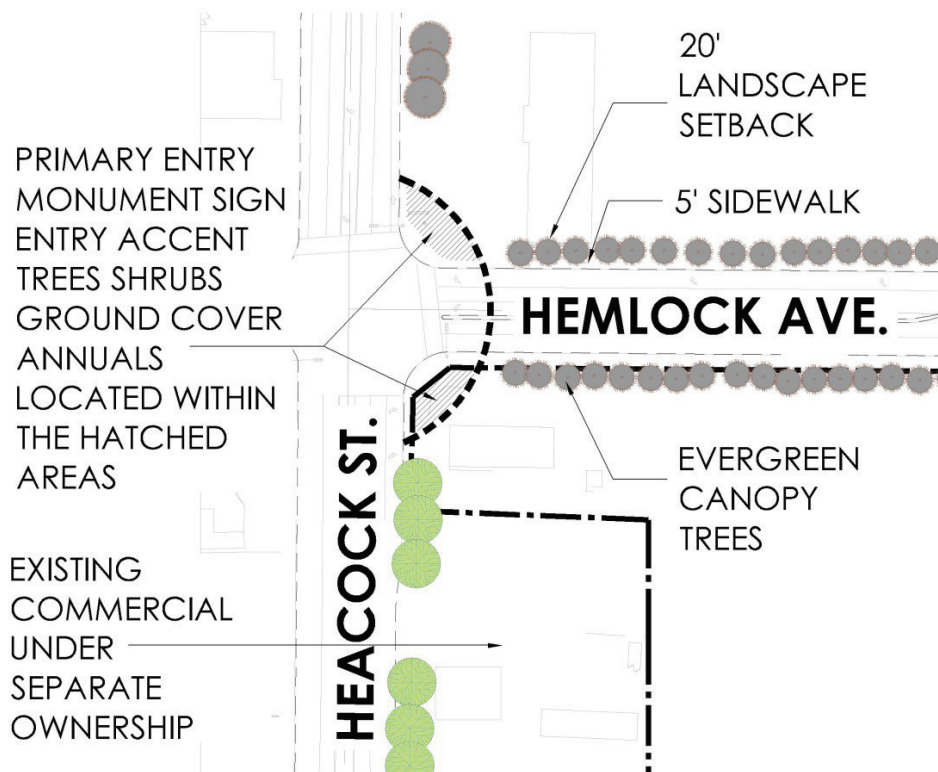 20'
LANDSCAPE
SETBACK
PRIMARY ENTRY
MONUMENT SIGN
ENTRY ACCENT
TREES SHRUBS
GROUND COVER
ANNUALS
LOCATED WITHIN
THE HATCHED
AREAS
5' SIDEWALK
HEMLOCK AVE.
HEACOCK ST.
EVERGREEN
CANOPY
TREES
EXISTING
COMMERCIAL
UNDER
SEPARATE
OWNERSHIP